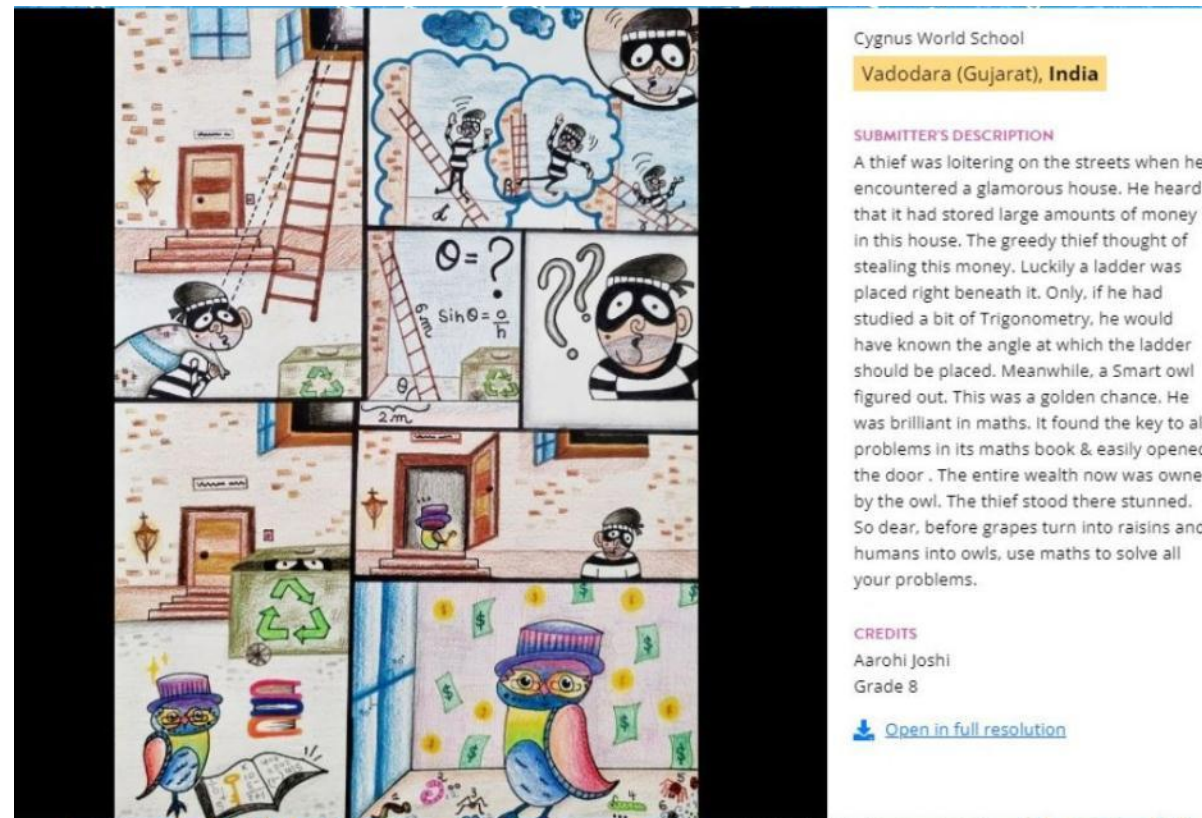 α
β
γ
θ=?
6m
Sinθ=o/h
θ
2m
??
2
3
4
5
6
Cygnus World School
Vadodara (Gujarat), India
SUBMITTER'S DESCRIPTION
A thief was loitering on the streets when he
encountered a glamorous house. He heard
that it had stored large amounts of money
in this house. The greedy thief thought of
stealing this money. Luckily a ladder was
placed right beneath it. Only, if he had
studied a bit of Trigonometry, he would
have known the angle at which the ladder
should be placed. Meanwhile, a Smart owl
figured out. This was a golden chance. He
was brilliant in maths. It found the key to al
problems in its maths book & easily opened
the door . The entire wealth now was owne
by the owl. The thief stood there stunned.
So dear, before grapes turn into raisins and
humans into owls, use maths to solve all
your problems.
CREDITS
Aarohi Joshi
Grade 8
Open in full resolution